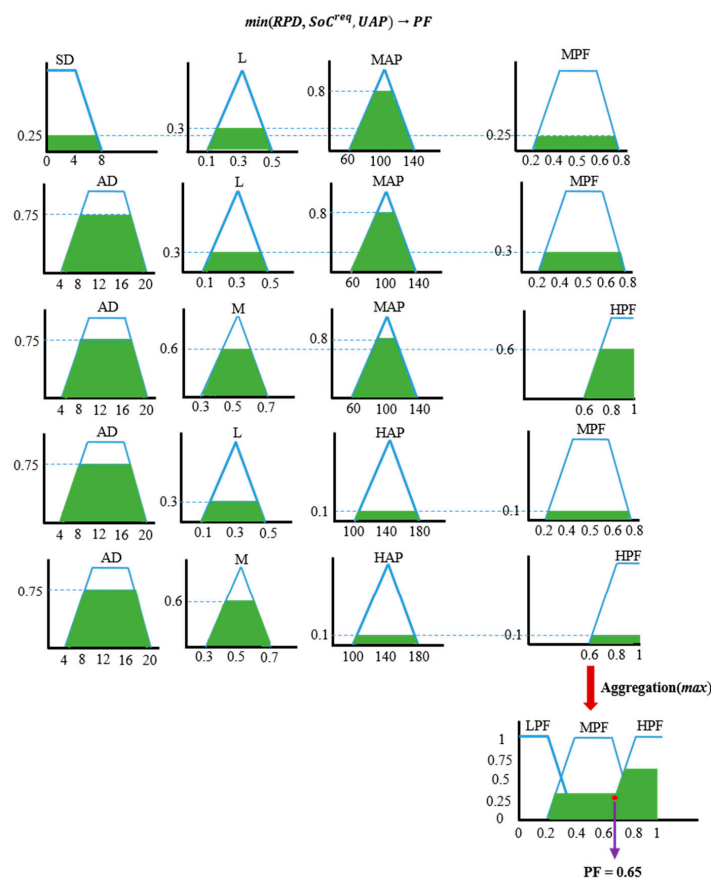 min(RPD, SoC^req, UAP) → PF
SD L MAP MPF
0.25 0.3 0.8 0.25
0 4 8 0.1 0.3 0.5 60 100 140 0.2 0.4 0.5 0.6 0.8
AD L MAP MPF
0.75 0.3 0.8 0.3
4 8 12 16 20 0.1 0.3 0.5 60 100 140 0.2 0.4 0.5 0.6 0.8
AD M MAP HPF
0.75 0.6 0.8 0.6
4 8 12 16 20 0.3 0.5 0.7 60 100 140 0.6 0.8 1
AD L HAP MPF
0.75 0.3 0.1 0.1
4 8 12 16 20 0.1 0.3 0.5 100 140 180 0.2 0.4 0.5 0.6 0.8
AD M HAP HPF
0.75 0.6 0.1 0.1
4 8 12 16 20 0.3 0.5 0.7 100 140 180 0.6 0.8 1
Aggregation(max)
LPF MPF HPF
1
0.75
0.5
0.25
0
0 0.2 0.4 0.6 0.8 1
PF = 0.65